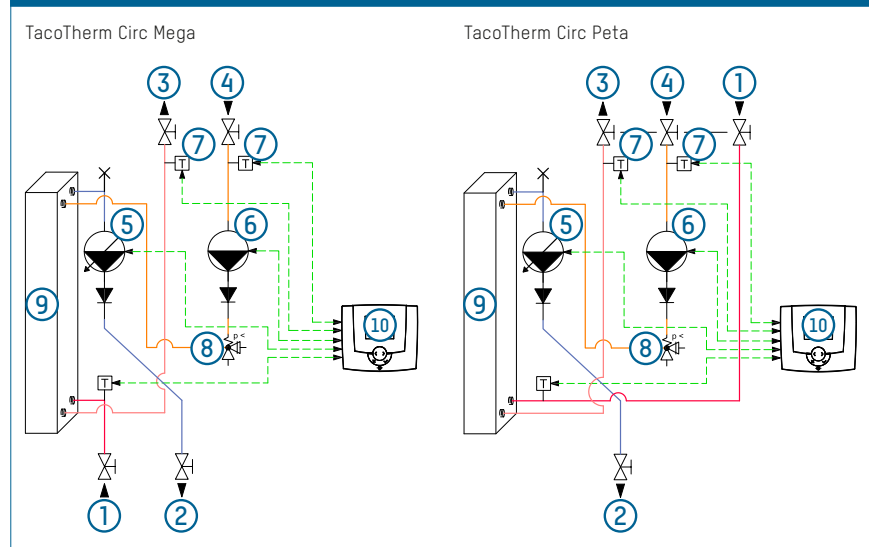 TacoTherm Circ Mega
TacoTherm Circ Peta
3 4
7 7
T T
5 6
9
8
p <
10
T
1 2
3 4 1
7 7
T T
5 6
9
8
p <
10
T
2